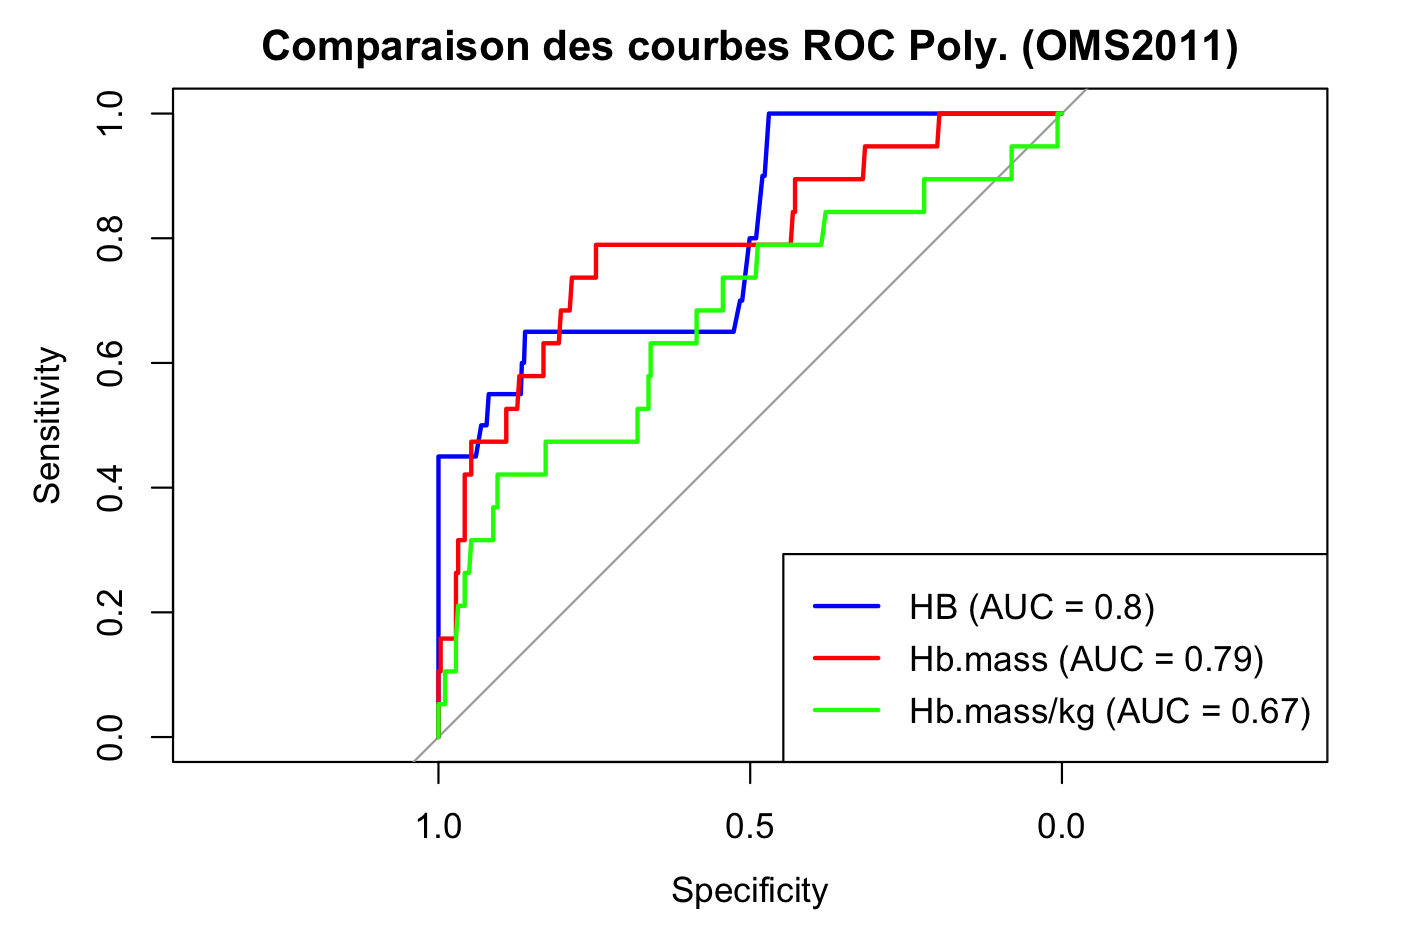 Comparaison des courbes ROC Poly. (OMS2011)
1.0
0.8
0.6
0.4
0.2
0.0
Sensitivity
HB (AUC = 0.8)
Hb.mass (AUC = 0.79)
Hb.mass/kg (AUC = 0.67)
1.0 0.5 0.0
Specificity